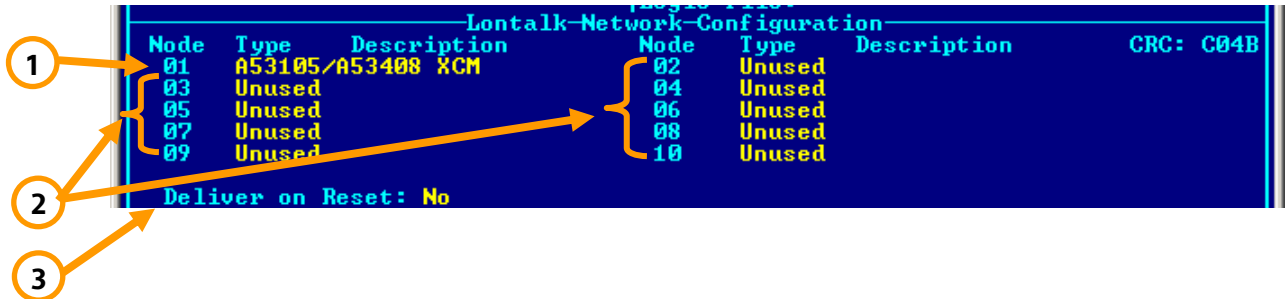 Lontalk-Network-Configuration
Node Type Description Node Type Description CRC: C04B
1
01 A53105/A53408 XCM 02 Unused
03 Unused 04 Unused
05 Unused 06 Unused
07 Unused 08 Unused
09 Unused 10 Unused
2
Deliver on Reset: No
3